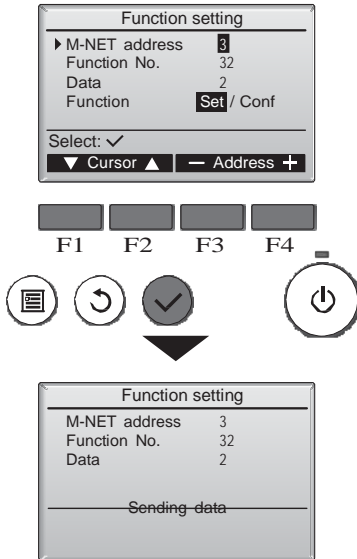 Function setting
M-NET address 3
Function No. 32
Data 2
Function Set / Conf
Select: ✓
▼ Cursor ▲ − Address +
F1 F2 F3 F4
Function setting
M-NET address 3
Function No. 32
Data 2
Sending data